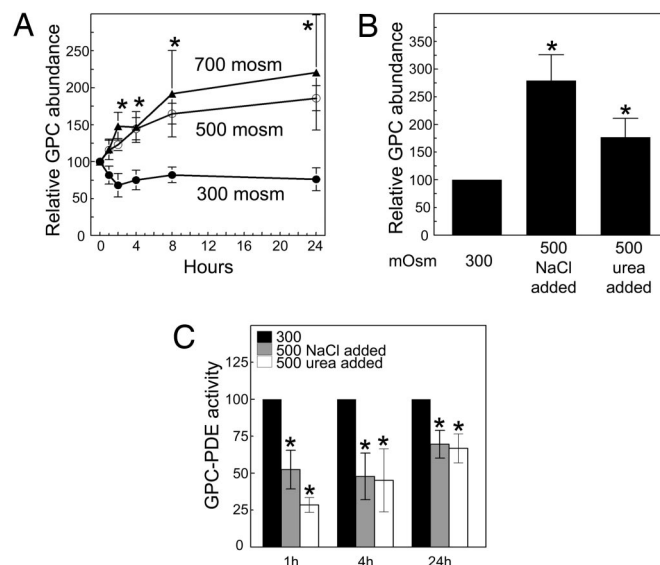 A
Relative GPC abundance
250
200
150
100
75
50
25
0
700 mosm
500 mosm
300 mosm
* * * *
0 4 8 12 16 20 24
Hours
B
Relative GPC abundance
350
300
250
200
150
100
50
0
* *
mOsm 300 500 500
NaCl urea
added added
C
300
500 NaCl added
500 urea added
GPC-PDE activity
125
100
75
50
25
0
* * * * * *
1h 4h 24h